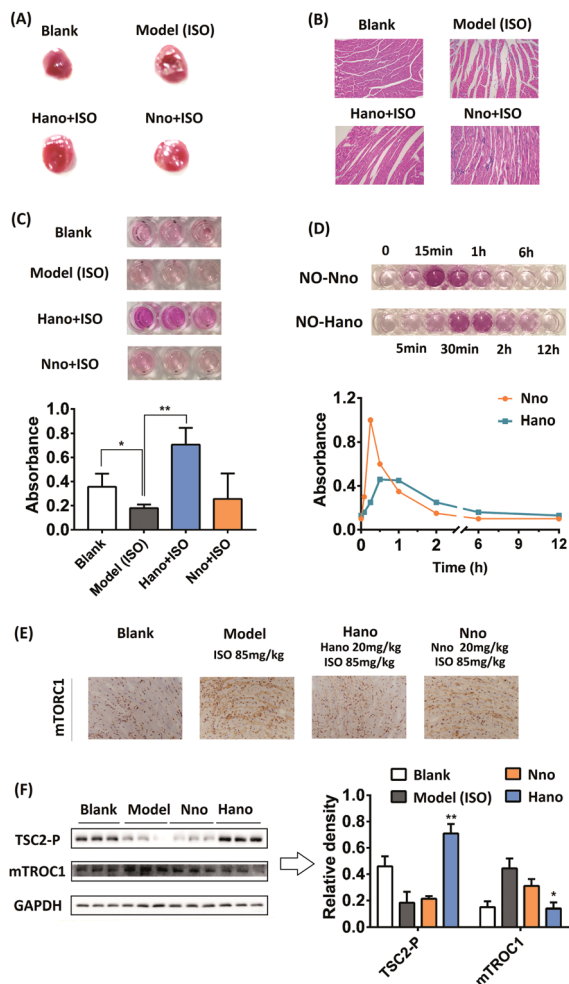 (A)
Blank
Model (ISO)
Hano+ISO
Nno+ISO
(B)
Blank
Model (ISO)
Hano+ISO
Nno+ISO
(C)
Blank
Model (ISO)
Hano+ISO
Nno+ISO
Absorbance
1.0
0.8
0.6
0.4
0.2
0.0
*
**
Blank
Model (ISO)
Hano+ISO
Nno+ISO
(D)
0 15min 1h 6h
NO-Nno
NO-Hano
5min 30min 2h 12h
Absorbance
1.2
0.8
0.4
0.0
Nno
Hano
0 1 2 6 9 12
Time (h)
(E)
Blank
Model
ISO 85mg/kg
Hano
Hano 20mg/kg
ISO 85mg/kg
Nno
Nno 20mg/kg
ISO 85mg/kg
mTORC1
(F)
Blank Model Nno Hano
TSC2-P
mTROC1
GAPDH
Blank
Model (ISO)
Nno
Hano
Relative density
1.0
0.8
0.6
0.4
0.2
0.0
**
*
TSC2-P
mTROC1